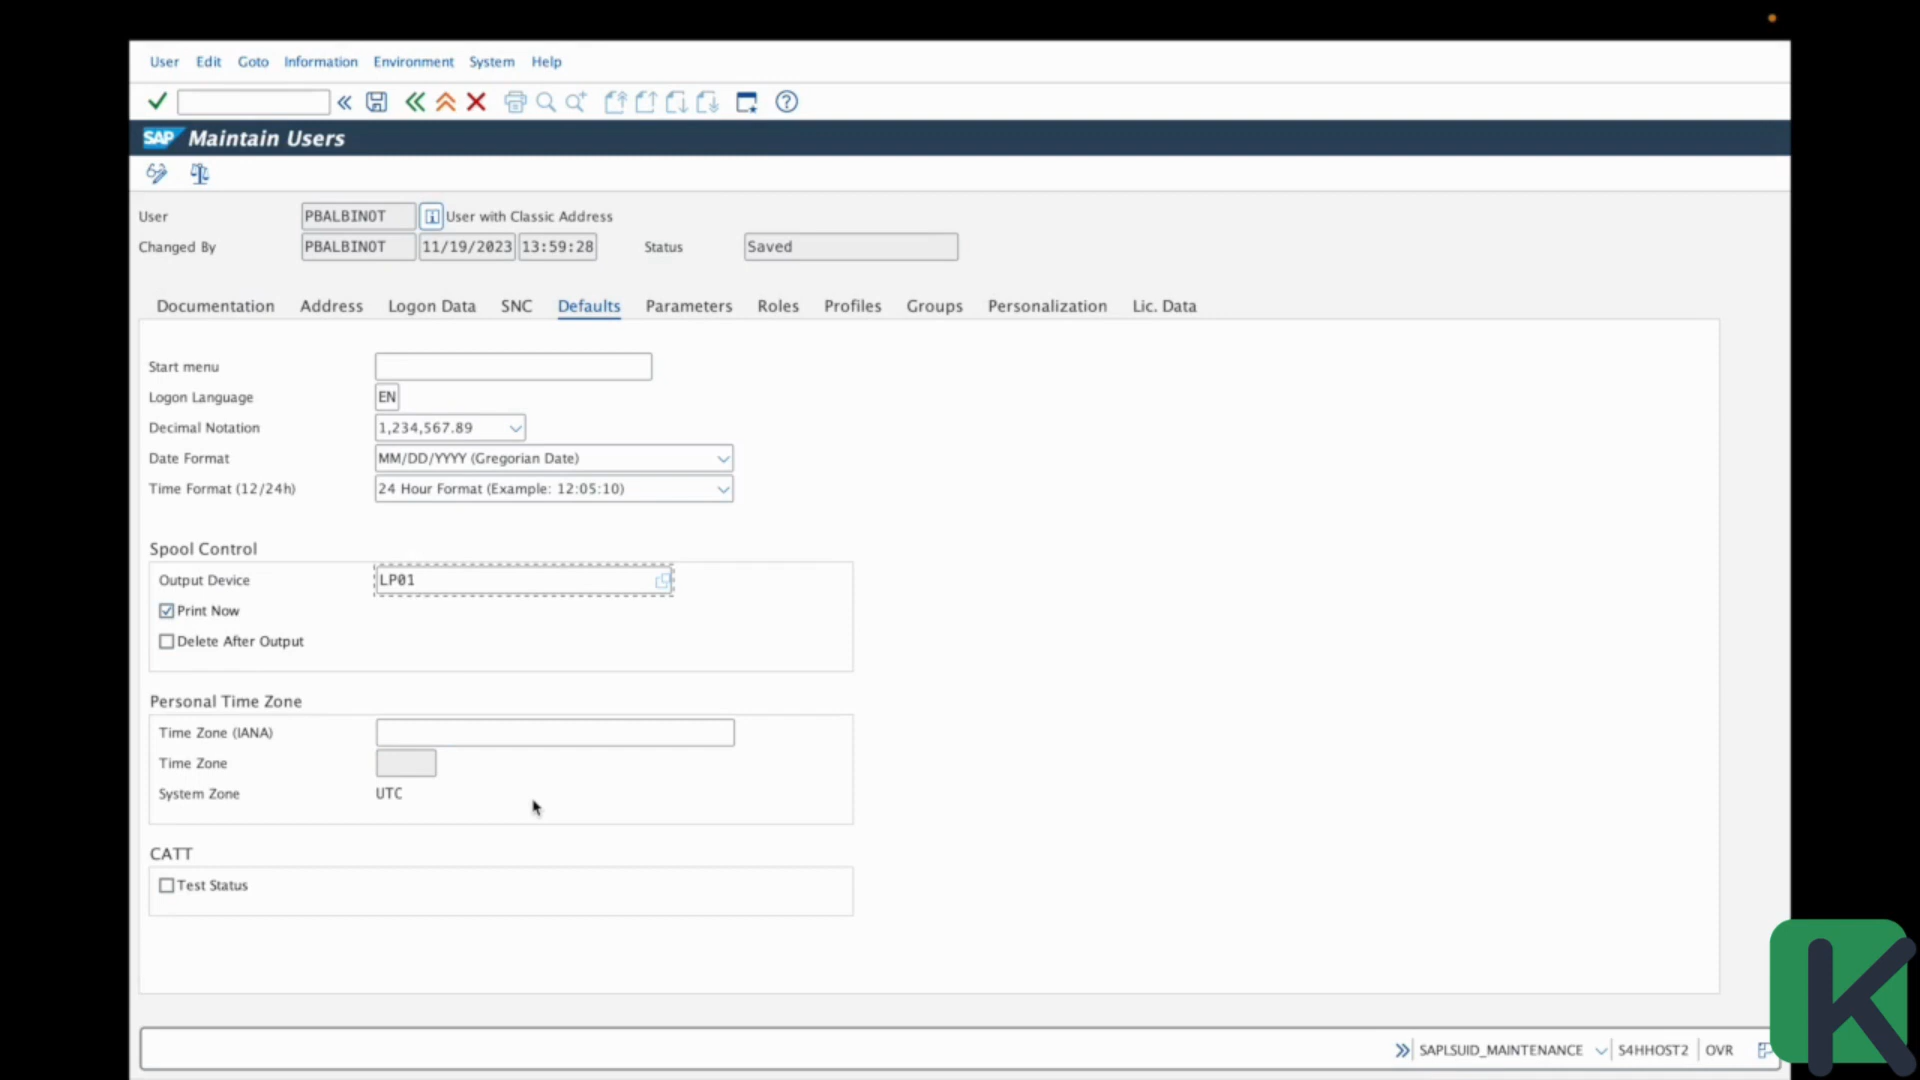 User Edit Goto Information Environment System Help
SAP Maintain Users
User PBALBINOT User with Classic Address
Changed By PBALBINOT 11/19/2023 13:59:28 Status Saved
Documentation Address Logon Data SNC Defaults Parameters Roles Profiles Groups Personalization Lic. Data
Start menu
Logon Language EN
Decimal Notation 1,234,567.89
Date Format MM/DD/YYYY (Gregorian Date)
Time Format (12/24h) 24 Hour Format (Example: 12:05:10)
Spool Control
Output Device LP01
Print Now
Delete After Output
Personal Time Zone
Time Zone (IANA)
Time Zone
System Zone UTC
CATT
Test Status
SAPLSUID_MAINTENANCE S4HHOST2 OVR
K